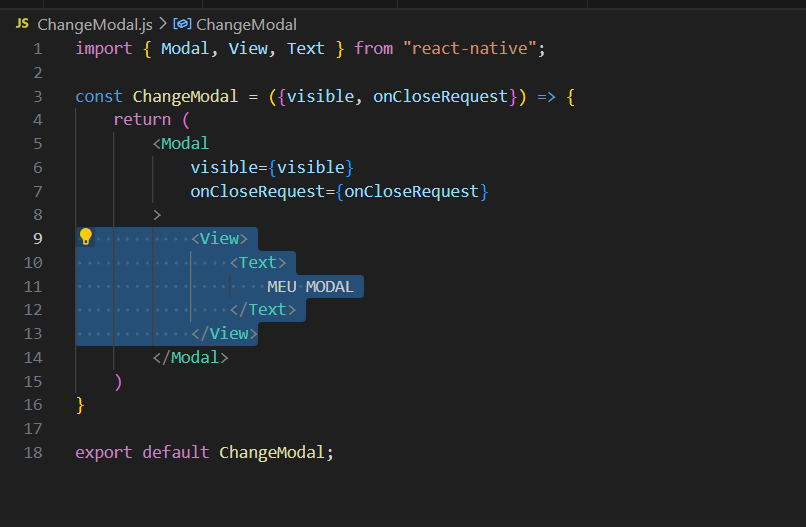 JS ChangeModal.js > ChangeModal
1 import { Modal, View, Text } from "react-native";
2
3 const ChangeModal = ({visible, onCloseRequest}) => {
4     return (
5         <Modal
6             visible={visible}
7             onCloseRequest={onCloseRequest}
8         >
9             <View>
10                 <Text>
11                     MEU MODAL
12                 </Text>
13             </View>
14         </Modal>
15     )
16 }
17
18 export default ChangeModal;